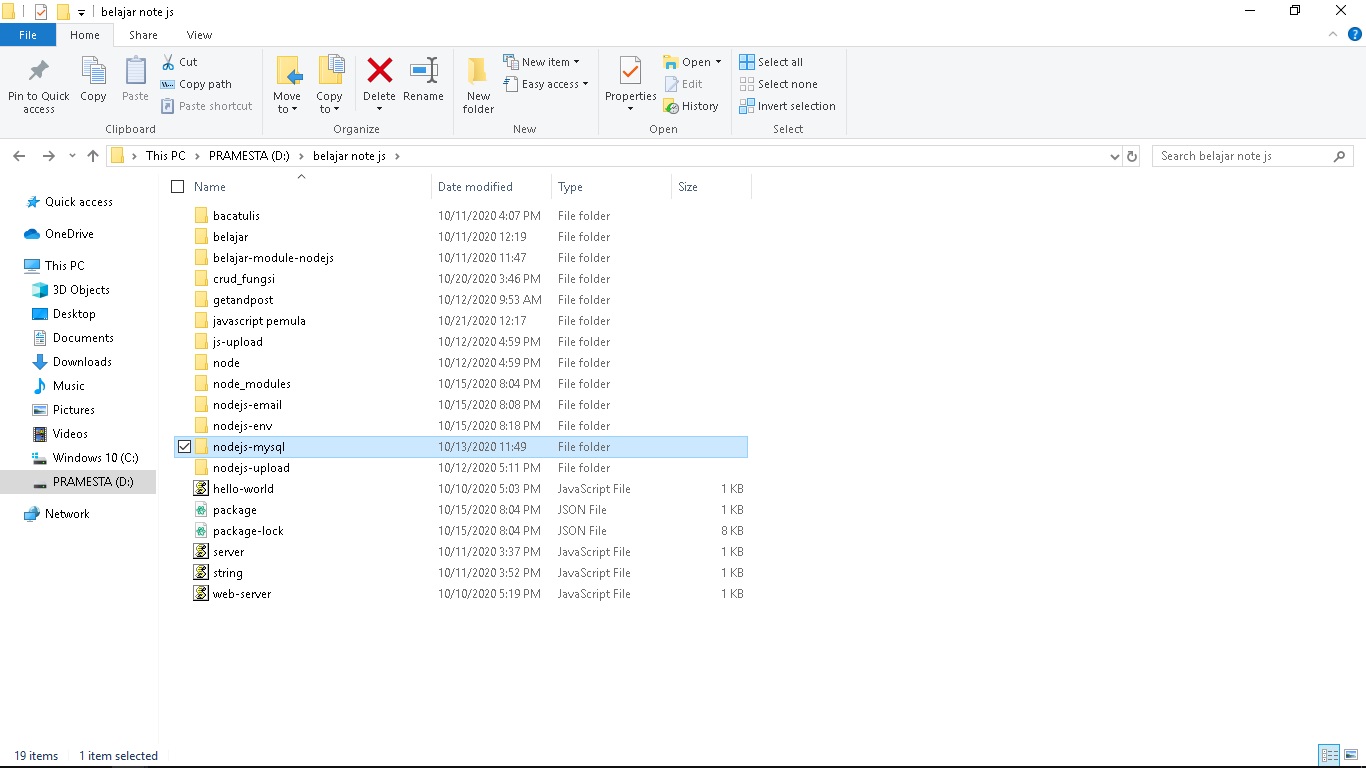 belajar note js
File Home Share View
Pin to Quick access
Copy
Paste
Cut
Copy path
Paste shortcut
Clipboard
Move to
Copy to
Delete
Rename
Organize
New folder
New item
Easy access
New
Properties
Open
Edit
History
Open
Select all
Select none
Invert selection
Select
This PC > PRAMESTA (D:) > belajar note js >
Search belajar note js
Quick access
OneDrive
This PC
3D Objects
Desktop
Documents
Downloads
Music
Pictures
Videos
Windows 10 (C:)
PRAMESTA (D:)
Network
Name Date modified Type Size
bacatulis 10/11/2020 4:07 PM File folder
belajar 10/11/2020 12:19 File folder
belajar-module-nodejs 10/11/2020 11:47 File folder
crud_fungsi 10/20/2020 3:46 PM File folder
getandpost 10/12/2020 9:53 AM File folder
javascript pemula 10/21/2020 12:17 File folder
js-upload 10/12/2020 4:59 PM File folder
node 10/12/2020 4:59 PM File folder
node_modules 10/15/2020 8:04 PM File folder
nodejs-email 10/15/2020 8:08 PM File folder
nodejs-env 10/15/2020 8:18 PM File folder
nodejs-mysql 10/13/2020 11:49 File folder
nodejs-upload 10/12/2020 5:11 PM File folder
hello-world 10/10/2020 5:03 PM JavaScript File 1 KB
package 10/15/2020 8:04 PM JSON File 1 KB
package-lock 10/15/2020 8:04 PM JSON File 8 KB
server 10/11/2020 3:37 PM JavaScript File 1 KB
string 10/11/2020 3:52 PM JavaScript File 1 KB
web-server 10/10/2020 5:19 PM JavaScript File 1 KB
19 items 1 item selected